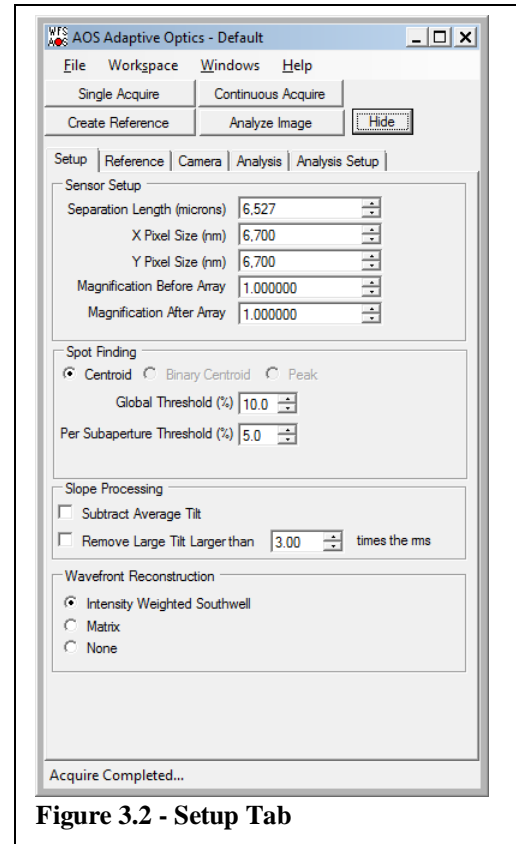 WFS AOS AOS Adaptive Optics - Default
File Workspace Windows Help
Single Acquire Continuous Acquire
Create Reference Analyze Image Hide
Setup Reference Camera Analysis Analysis Setup
Sensor Setup
Separation Length (microns) 6,527
X Pixel Size (nm) 6,700
Y Pixel Size (nm) 6,700
Magnification Before Array 1.000000
Magnification After Array 1.000000
Spot Finding
Centroid Binary Centroid Peak
Global Threshold (%) 10.0
Per Subaperture Threshold (%) 5.0
Slope Processing
Subtract Average Tilt
Remove Large Tilt Larger than 3.00 times the rms
Wavefront Reconstruction
Intensity Weighted Southwell
Matrix
None
Acquire Completed...
Figure 3.2 - Setup Tab